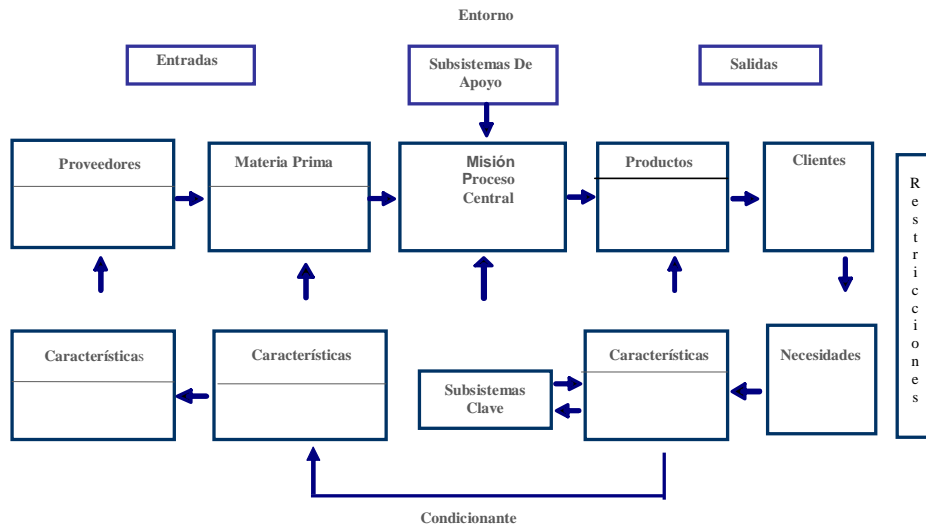 Entorno
Entradas
Subsistemas De
Apoyo
Salidas
Proveedores
Materia Prima
Misión
Proceso
Central
Productos
Clientes
R
e
s
t
r
i
c
c
i
o
n
e
s
Características
Características
Subsistemas
Clave
Características
Necesidades
Condicionante